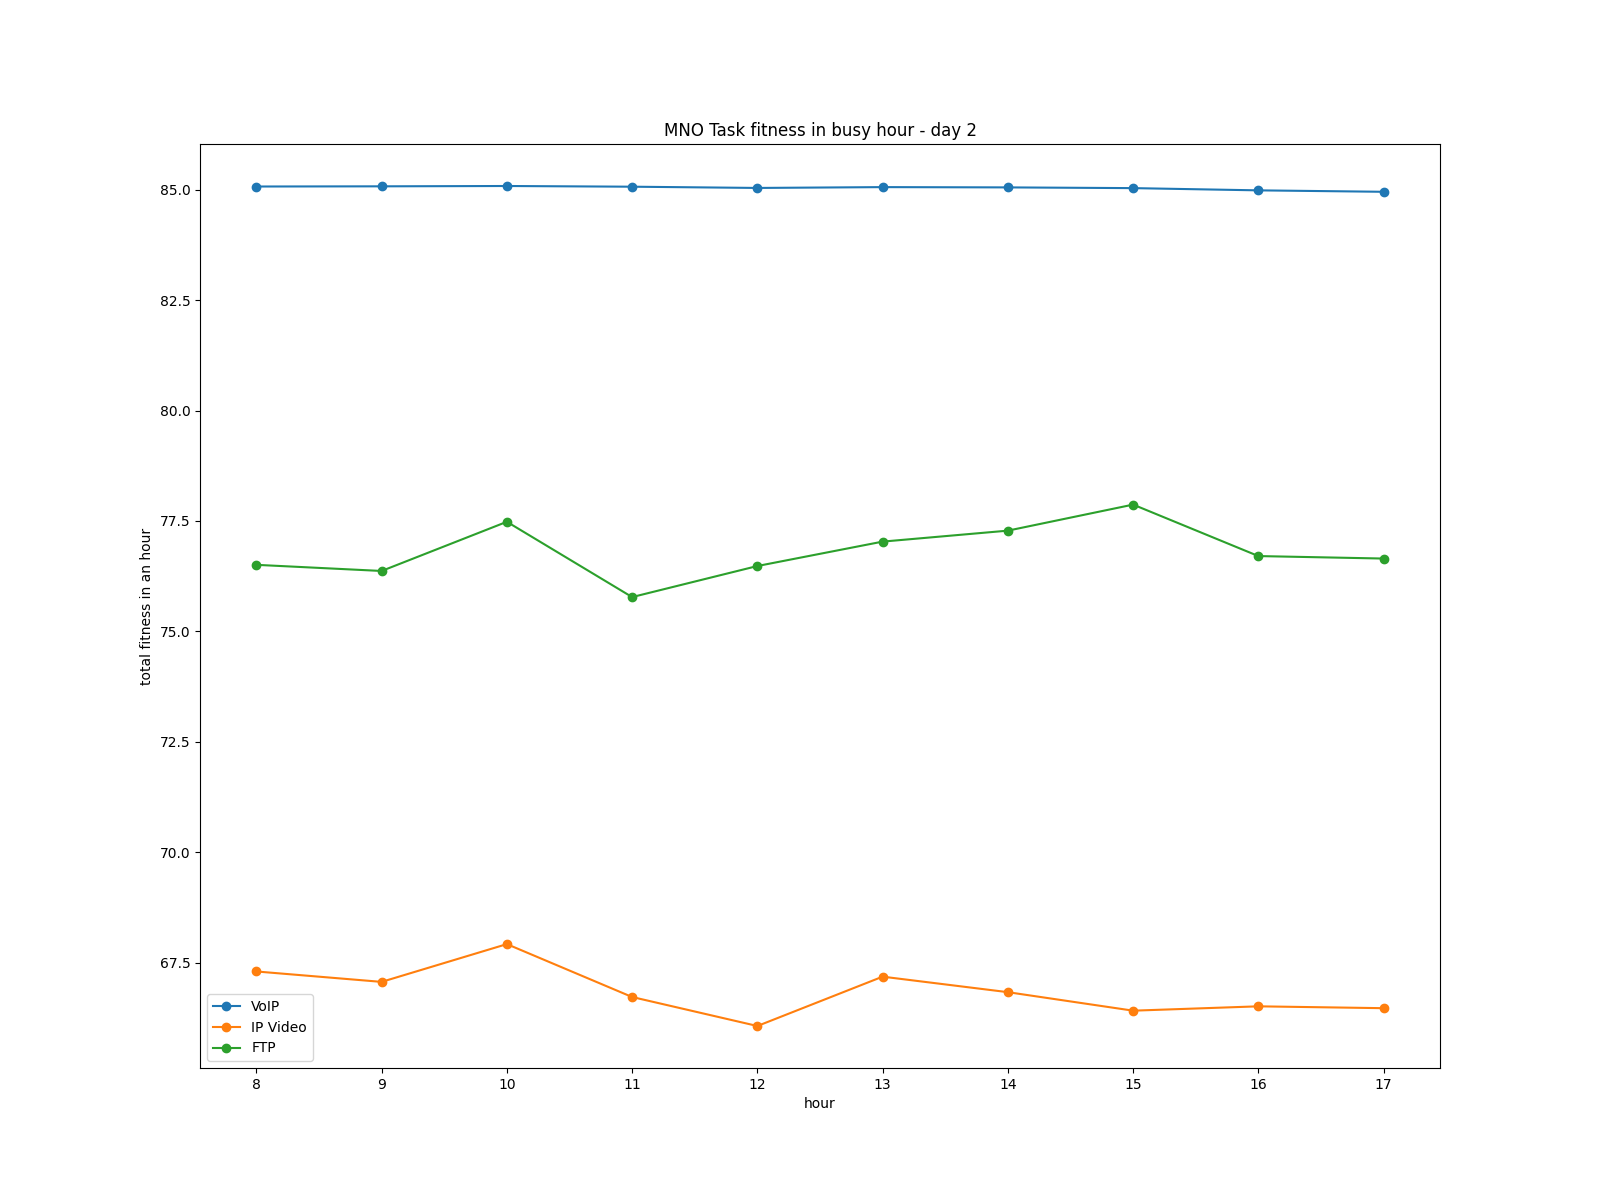 MNO Task fitness in busy hour - day 2
total fitness in an hour
85.0
82.5
80.0
77.5
75.0
72.5
70.0
67.5
VoIP
IP Video
FTP
8 9 10 11 12 13 14 15 16 17
hour